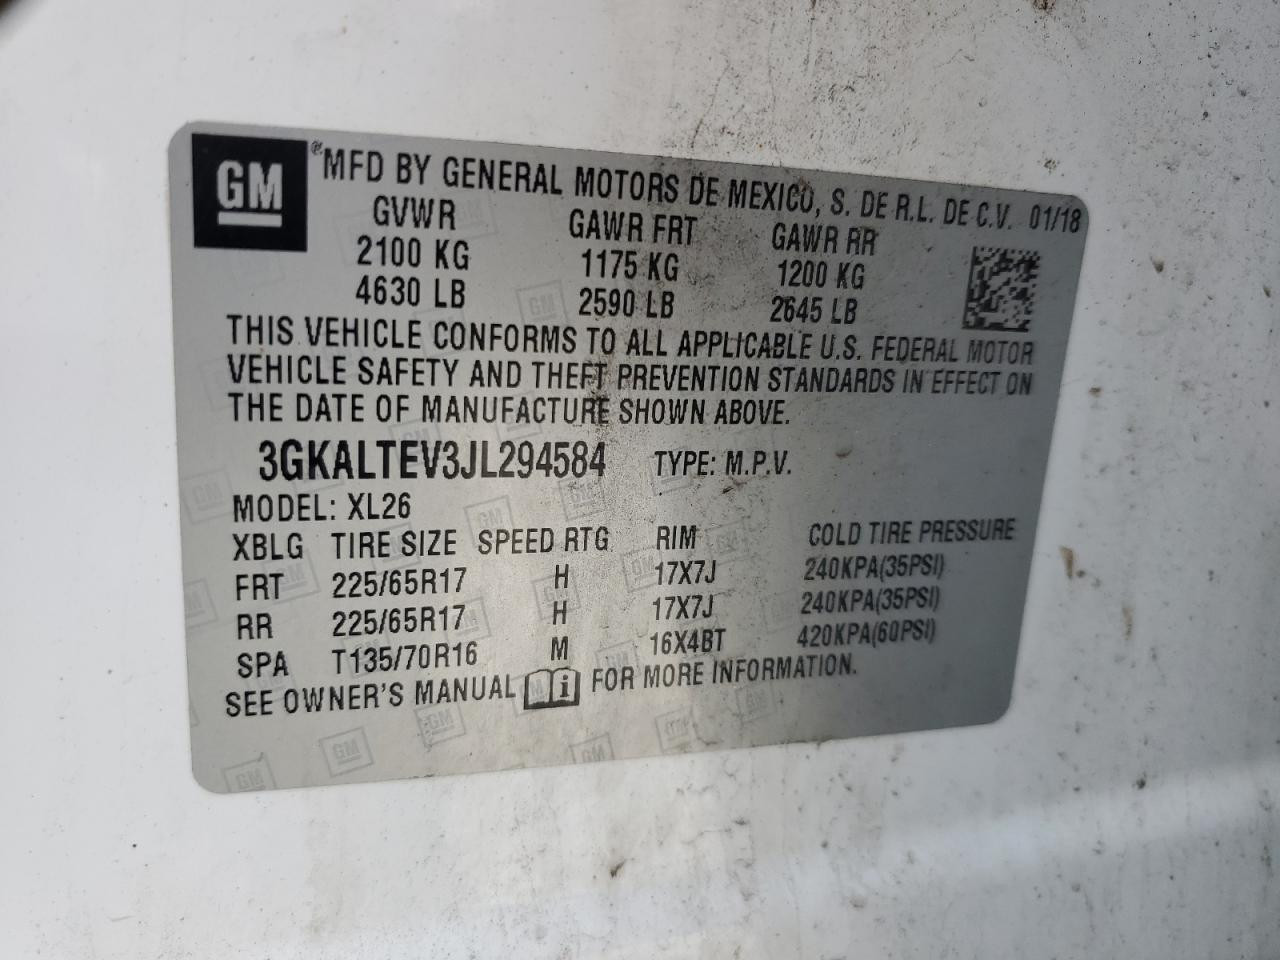 GM
®MFD BY GENERAL MOTORS DE MEXICO, S. DE R.L. DE C.V. 01/18
GVWR GAWR FRT GAWR RR
2100 KG 1175 KG 1200 KG
4630 LB 2590 LB 2645 LB
THIS VEHICLE CONFORMS TO ALL APPLICABLE U.S. FEDERAL MOTOR
VEHICLE SAFETY AND THEFT PREVENTION STANDARDS IN EFFECT ON
THE DATE OF MANUFACTURE SHOWN ABOVE.
3GKALTEV3JL294584 TYPE: M.P.V.
MODEL: XL26
XBLG TIRE SIZE SPEED RTG RIM COLD TIRE PRESSURE
FRT 225/65R17 H 17X7J 240KPA(35PSI)
RR 225/65R17 H 17X7J 240KPA(35PSI)
SPA T135/70R16 M 16X4BT 420KPA(60PSI)
SEE OWNER'S MANUAL i FOR MORE INFORMATION.